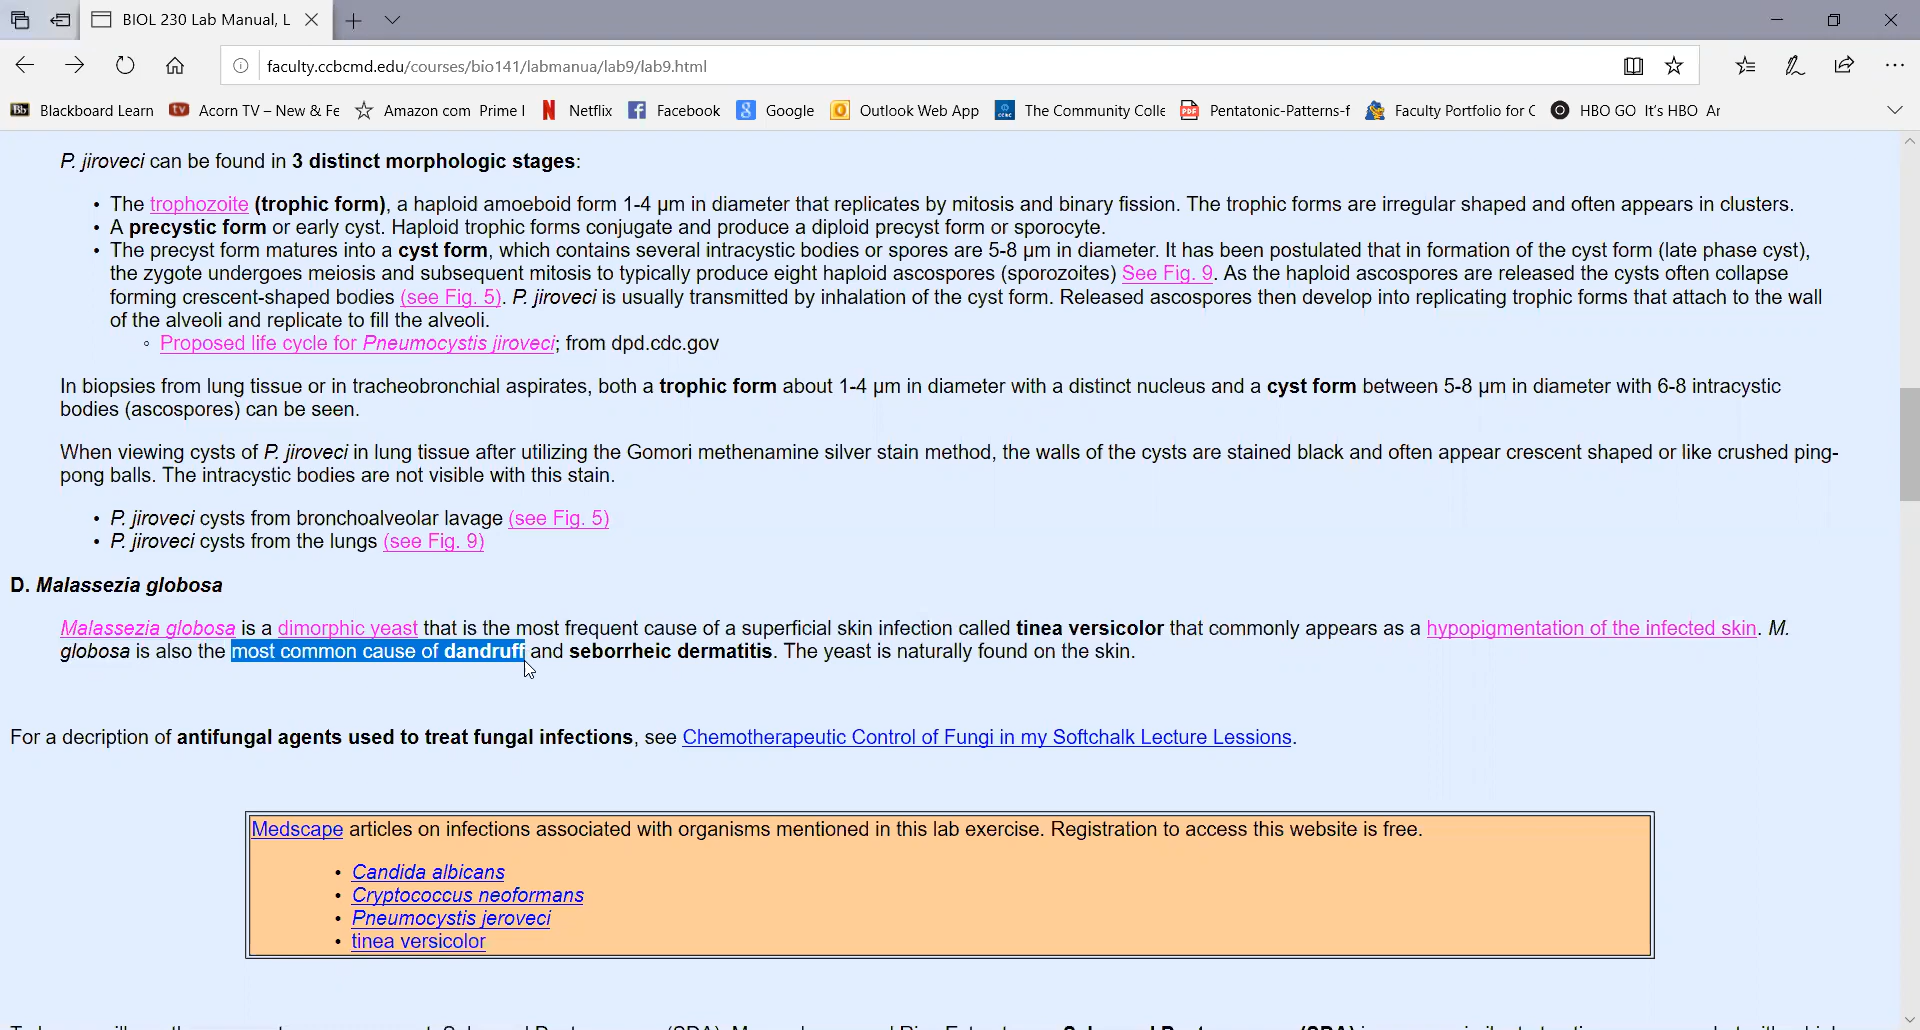 BIOL 230 Lab Manual, L
faculty.ccbcmd.edu/courses/bio141/labmanua/lab9/lab9.html
Bb Blackboard Learn tv Acorn TV – New & Fe Amazon com Prime I N Netflix f Facebook 8 Google Outlook Web App CCBC The Community Colle PDF Pentatonic-Patterns-f Faculty Portfolio for C HBO GO It's HBO Ar
P. jiroveci can be found in 3 distinct morphologic stages:
• The trophozoite (trophic form), a haploid amoeboid form 1-4 µm in diameter that replicates by mitosis and binary fission. The trophic forms are irregular shaped and often appears in clusters.
• A precystic form or early cyst. Haploid trophic forms conjugate and produce a diploid precyst form or sporocyte.
• The precyst form matures into a cyst form, which contains several intracystic bodies or spores are 5-8 µm in diameter. It has been postulated that in formation of the cyst form (late phase cyst),
the zygote undergoes meiosis and subsequent mitosis to typically produce eight haploid ascospores (sporozoites) See Fig. 9. As the haploid ascospores are released the cysts often collapse
forming crescent-shaped bodies (see Fig. 5). P. jiroveci is usually transmitted by inhalation of the cyst form. Released ascospores then develop into replicating trophic forms that attach to the wall
of the alveoli and replicate to fill the alveoli.
◦ Proposed life cycle for Pneumocystis jiroveci; from dpd.cdc.gov
In biopsies from lung tissue or in tracheobronchial aspirates, both a trophic form about 1-4 µm in diameter with a distinct nucleus and a cyst form between 5-8 µm in diameter with 6-8 intracystic
bodies (ascospores) can be seen.
When viewing cysts of P. jiroveci in lung tissue after utilizing the Gomori methenamine silver stain method, the walls of the cysts are stained black and often appear crescent shaped or like crushed ping-
pong balls. The intracystic bodies are not visible with this stain.
• P. jiroveci cysts from bronchoalveolar lavage (see Fig. 5)
• P. jiroveci cysts from the lungs (see Fig. 9)
D. Malassezia globosa
Malassezia globosa is a dimorphic yeast that is the most frequent cause of a superficial skin infection called tinea versicolor that commonly appears as a hypopigmentation of the infected skin. M.
globosa is also the most common cause of dandruff and seborrheic dermatitis. The yeast is naturally found on the skin.
For a decription of antifungal agents used to treat fungal infections, see Chemotherapeutic Control of Fungi in my Softchalk Lecture Lessions.
Medscape articles on infections associated with organisms mentioned in this lab exercise. Registration to access this website is free.
• Candida albicans
• Cryptococcus neoformans
• Pneumocystis jeroveci
• tinea versicolor